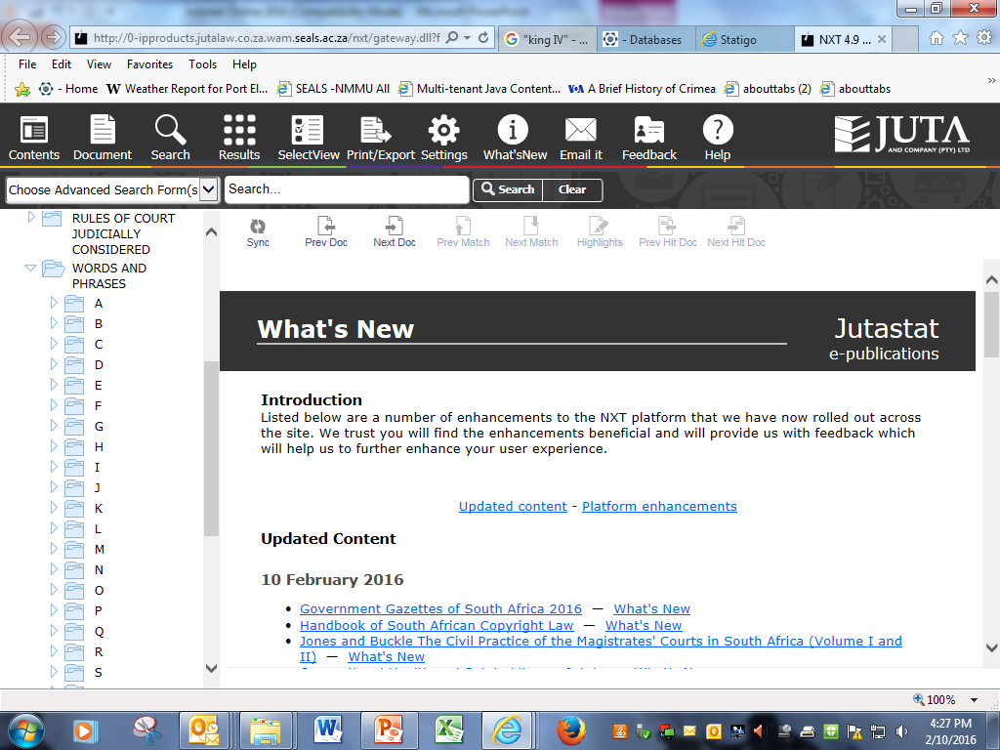 http://0-ipproducts.jutalaw.co.za.wam.seals.ac.za/nxt/gateway.dll?f
"king IV" - ...
- Databases
Statigo
NXT 4.9 ...
File Edit View Favorites Tools Help
- Home
W Weather Report for Port El...
SEALS -NMMU All
Multi-tenant Java Content...
VOA A Brief History of Crimea
abouttabs (2)
abouttabs
»
Contents Document Search Results SelectView Print/Export Settings What'sNew Email it Feedback Help
JUTA
AND COMPANY (PTY) LTD
Choose Advanced Search Form(s
Search...
Search
Clear
RULES OF COURT
JUDICIALLY
CONSIDERED
WORDS AND
PHRASES
A
B
C
D
E
F
G
H
I
J
K
L
M
N
O
P
Q
R
S
Sync Prev Doc Next Doc Prev Match Next Match Highlights Prev Hit Doc Next Hit Doc
What's New
Jutastat
e-publications
Introduction
Listed below are a number of enhancements to the NXT platform that we have now rolled out across
the site. We trust you will find the enhancements beneficial and will provide us with feedback which
will help us to further enhance your user experience.
Updated content - Platform enhancements
Updated Content
10 February 2016
• Government Gazettes of South Africa 2016 — What's New
• Handbook of South African Copyright Law — What's New
• Jones and Buckle The Civil Practice of the Magistrates' Courts in South Africa (Volume I and
II) — What's New
100%
4:27 PM
2/10/2016